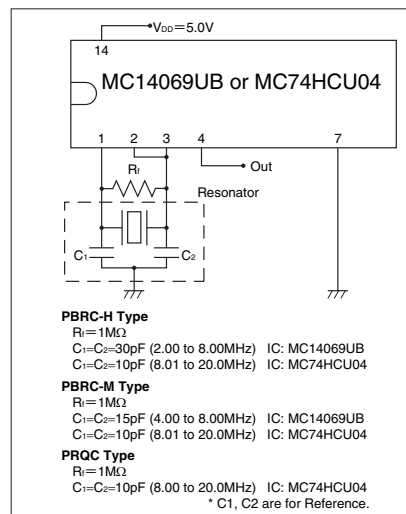 VDD=5.0V
14
MC14069UB or MC74HCU04
1 2 3 4 7
Rf
Out
Resonator
C1 C2
PBRC-H Type
Rf=1MΩ
C1=C2=30pF (2.00 to 8.00MHz) IC: MC14069UB
C1=C2=10pF (8.01 to 20.0MHz) IC: MC74HCU04
PBRC-M Type
Rf=1MΩ
C1=C2=15pF (4.00 to 8.00MHz) IC: MC14069UB
C1=C2=10pF (8.01 to 20.0MHz) IC: MC74HCU04
PRQC Type
Rf=1MΩ
C1=C2=10pF (8.00 to 20.0MHz) IC: MC74HCU04
* C1, C2 are for Reference.